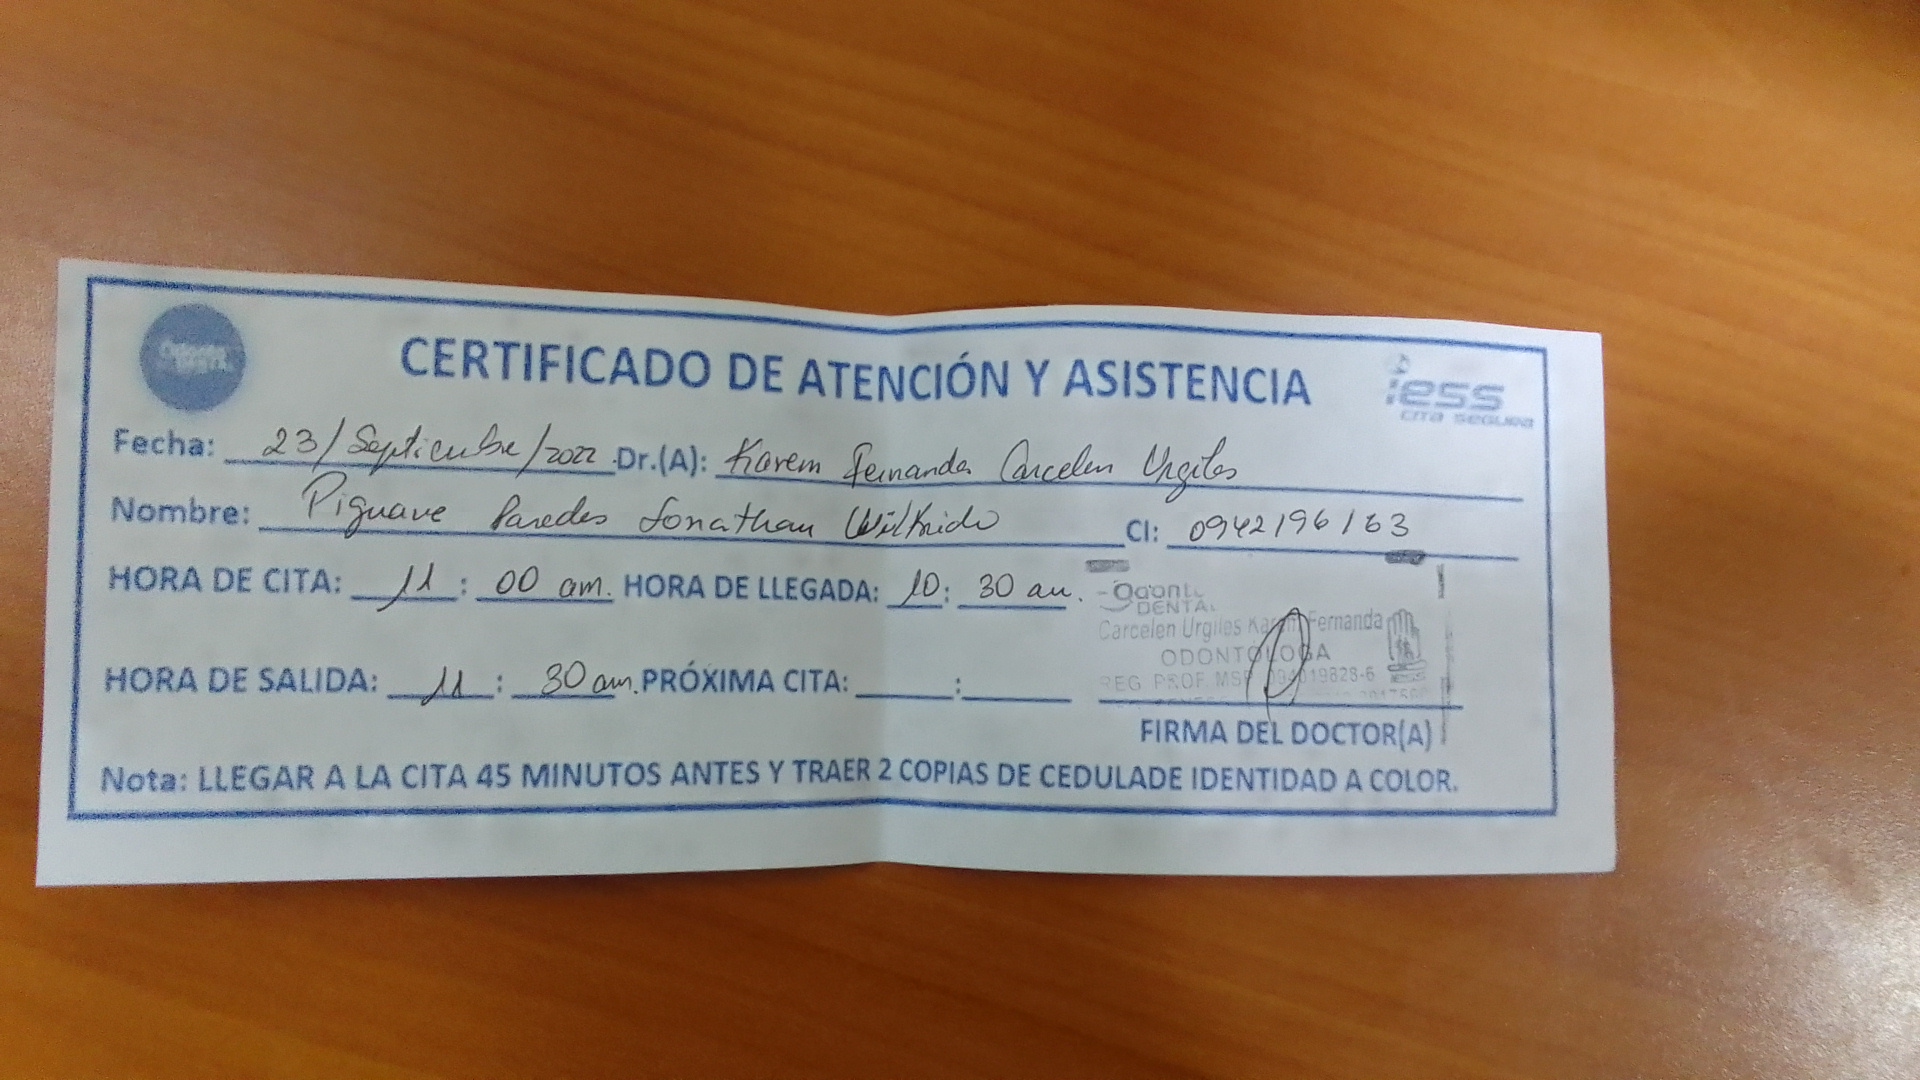 CERTIFICADO DE ATENCIÓN Y ASISTENCIA
iess
CITA SEGURA
Fecha: 23/Septiembre/2022 Dr.(A): Karem Fernanda Carcelen Urgiles
Nombre: Piguave Paredes Jonathan Wilfrido CI: 0942196163
HORA DE CITA: 11 : 00 am. HORA DE LLEGADA: 10 : 30 am.
DENTAL
Carcelen Urgiles Karem Fernanda
ODONTOLOGA
REG PROF. MSP
HORA DE SALIDA: 11 : 30 am. PRÓXIMA CITA: :
FIRMA DEL DOCTOR(A)
Nota: LLEGAR A LA CITA 45 MINUTOS ANTES Y TRAER 2 COPIAS DE CEDULADE IDENTIDAD A COLOR.